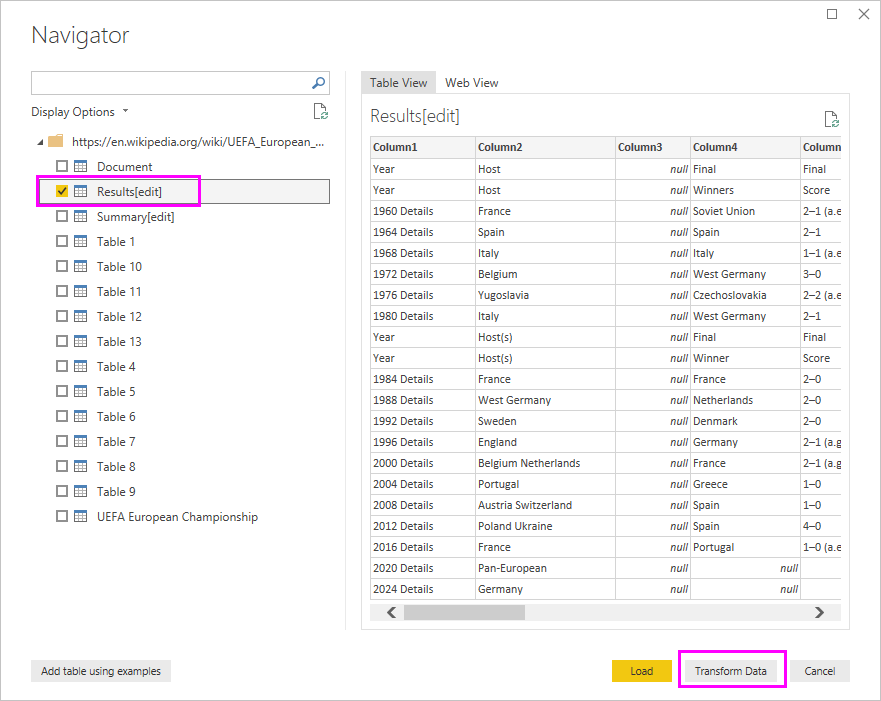 Navigator
Display Options
https://en.wikipedia.org/wiki/UEFA_European_...
Document
Results[edit]
Summary[edit]
Table 1
Table 10
Table 11
Table 12
Table 13
Table 4
Table 5
Table 6
Table 7
Table 8
Table 9
UEFA European Championship
Table View Web View
Results[edit]
Column1 Column2 Column3 Column4 Column
Year Host null Final Final
Year Host null Winners Score
1960 Details France null Soviet Union 2–1 (a.e
1964 Details Spain null Spain 2–1
1968 Details Italy null Italy 1–1 (a.e
1972 Details Belgium null West Germany 3–0
1976 Details Yugoslavia null Czechoslovakia 2–2 (a.e
1980 Details Italy null West Germany 2–1
Year Host(s) null Final Final
Year Host(s) null Winner Score
1984 Details France null France 2–0
1988 Details West Germany null Netherlands 2–0
1992 Details Sweden null Denmark 2–0
1996 Details England null Germany 2–1 (a.g
2000 Details Belgium Netherlands null France 2–1 (a.g
2004 Details Portugal null Greece 1–0
2008 Details Austria Switzerland null Spain 1–0
2012 Details Poland Ukraine null Spain 4–0
2016 Details France null Portugal 1–0 (a.e
2020 Details Pan-European null null
2024 Details Germany null null
Add table using examples Load Transform Data Cancel